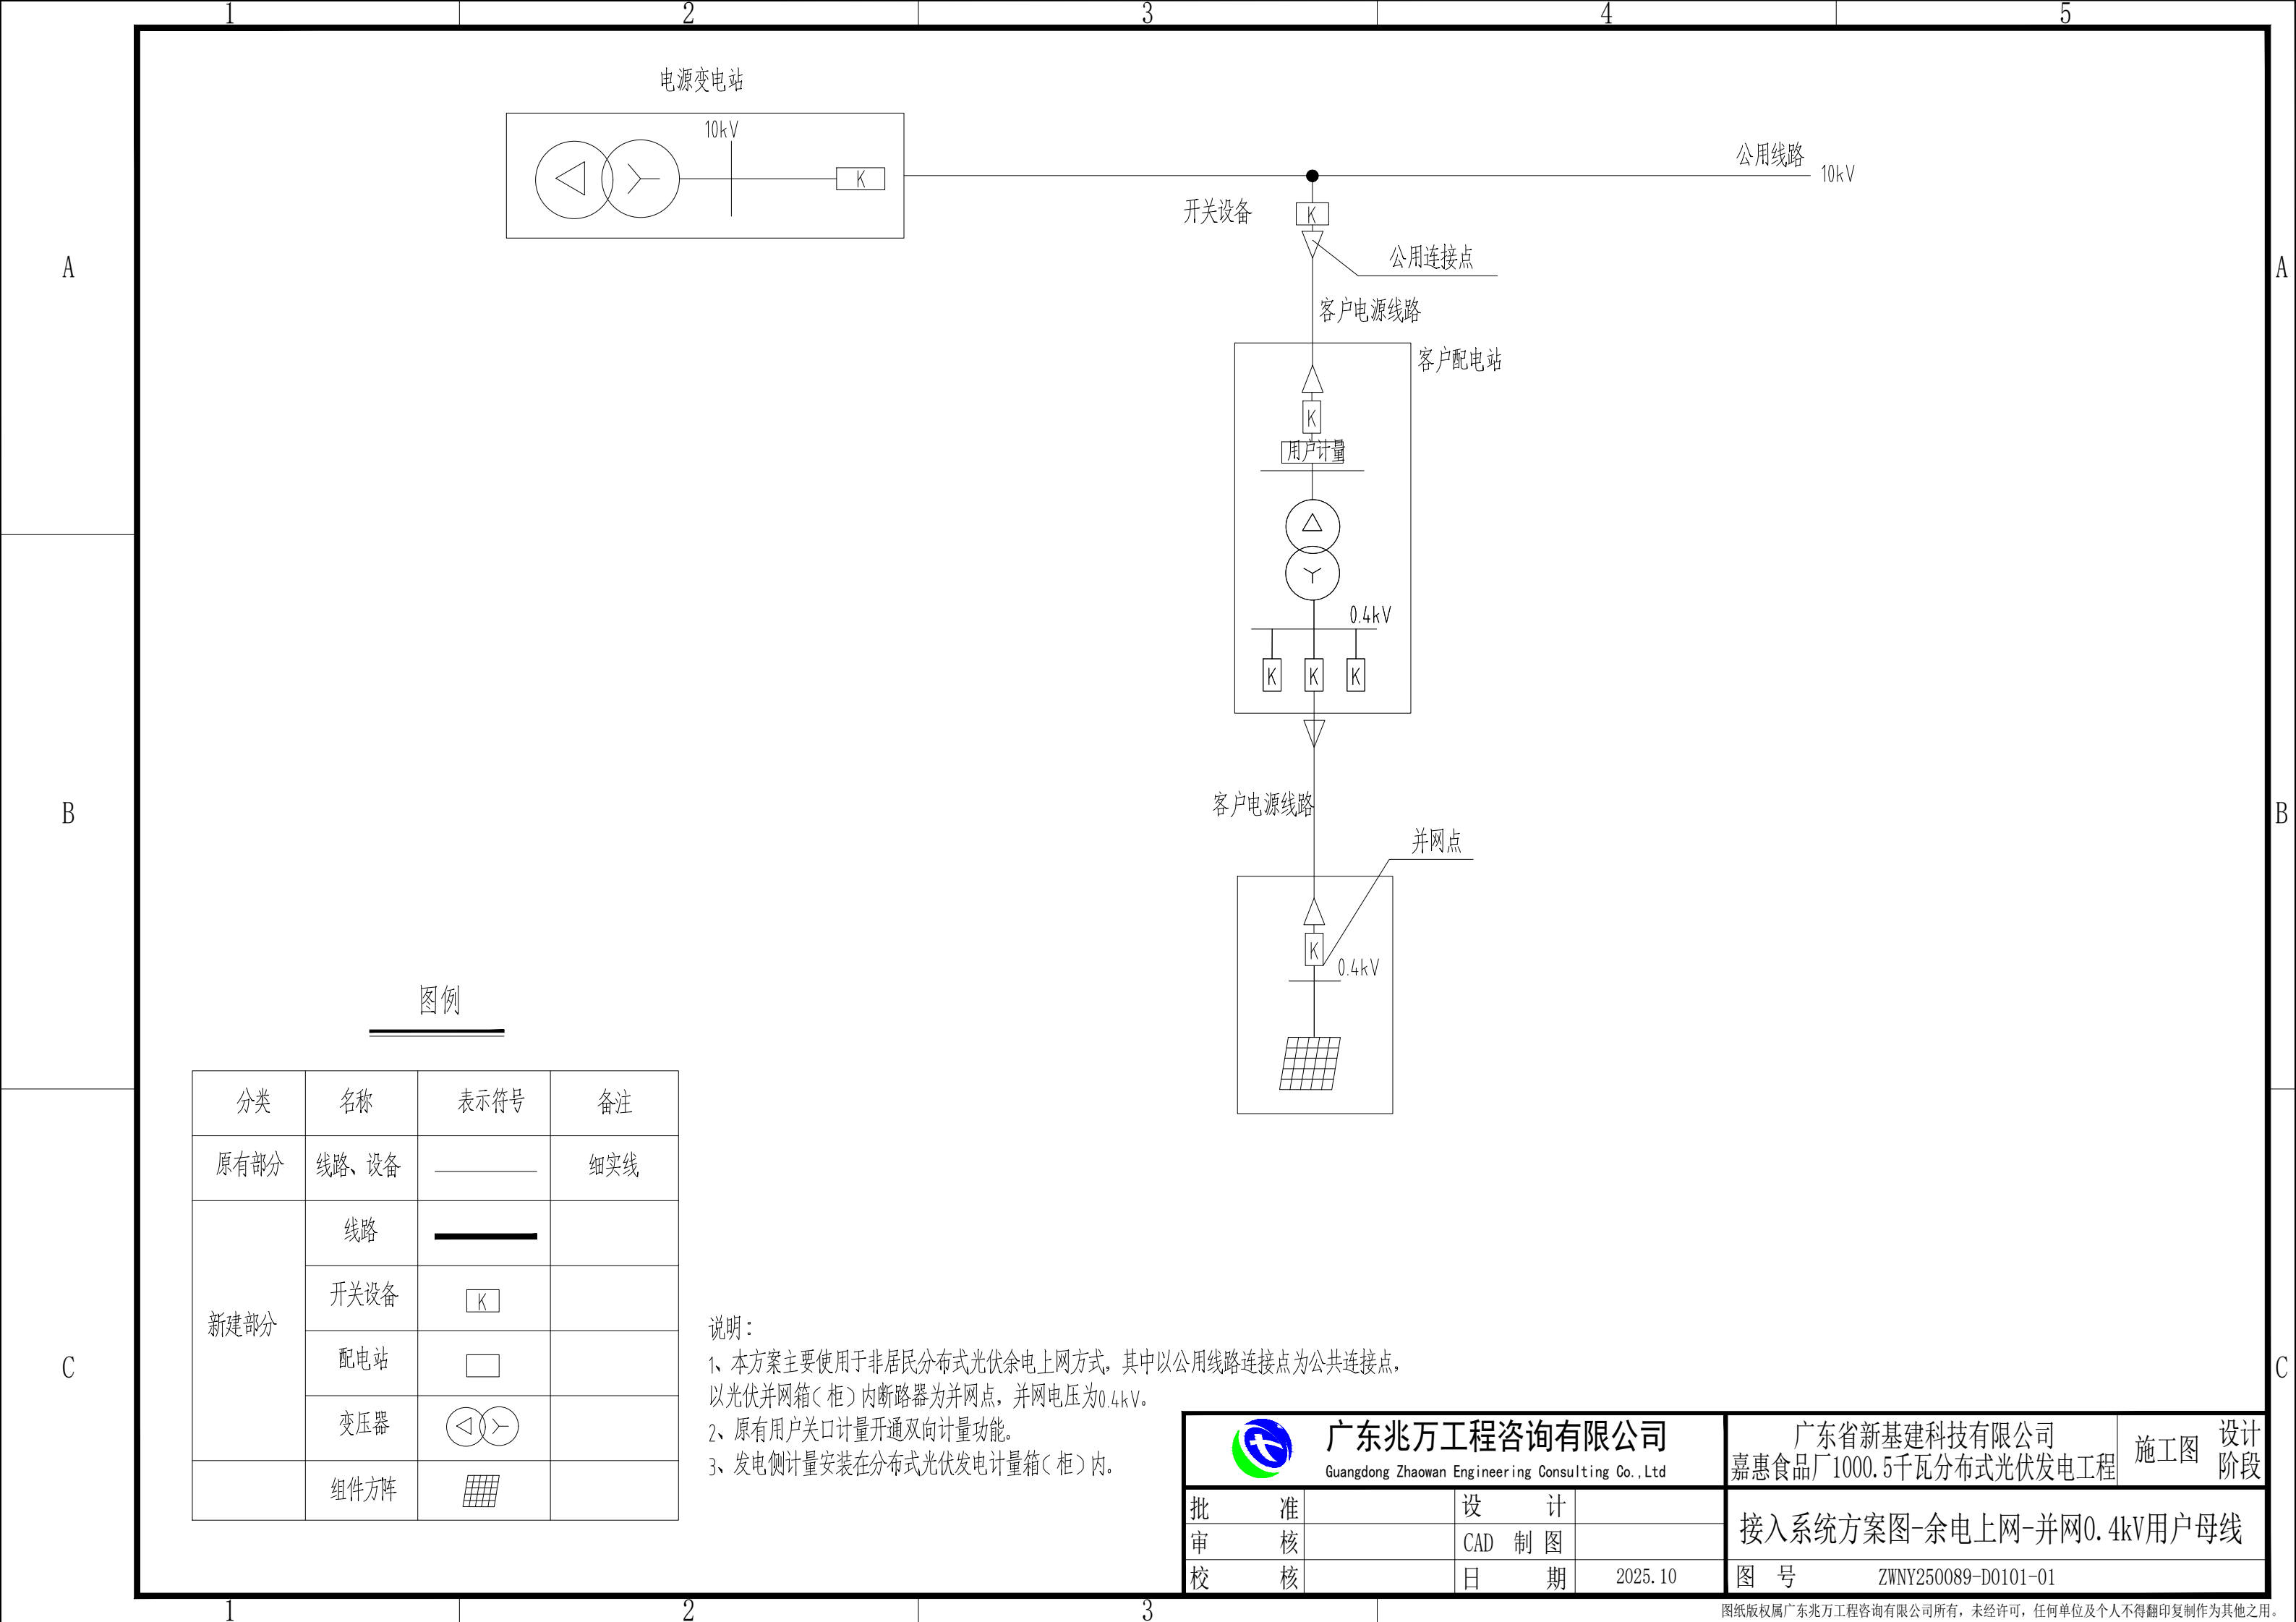 1 2 3 4 5
电源变电站
10kV
K
公用线路
10kV
开关设备
K
公用连接点
A
A
客户电源线路
客户配电站
K
用户计量
0.4kV
K K K
B
B
客户电源线路
并网点
K
0.4kV
图例
分类 名称 表示符号 备注
原有部分 线路、设备 细实线
线路
开关设备 K
新建部分
配电站
变压器
组件方阵
C
C
说明：
1、本方案主要使用于非居民分布式光伏余电上网方式，其中以公用线路连接点为公共连接点，
以光伏并网箱（柜）内断路器为并网点，并网电压为0.4kV。
2、原有用户关口计量开通双向计量功能。
3、发电侧计量安装在分布式光伏发电计量箱（柜）内。
广东兆万工程咨询有限公司
Guangdong Zhaowan Engineering Consulting Co.,Ltd
广东省新基建科技有限公司
嘉惠食品厂1000.5千瓦分布式光伏发电工程
施工图
设计
阶段
批 准
设 计
审 核
CAD 制 图
校 核
日 期
2025.10
接入系统方案图-余电上网-并网0.4kV用户母线
图 号
ZWNY250089-D0101-01
1 2 3
图纸版权属广东兆万工程咨询有限公司所有，未经许可，任何单位及个人不得翻印复制作为其他之用。